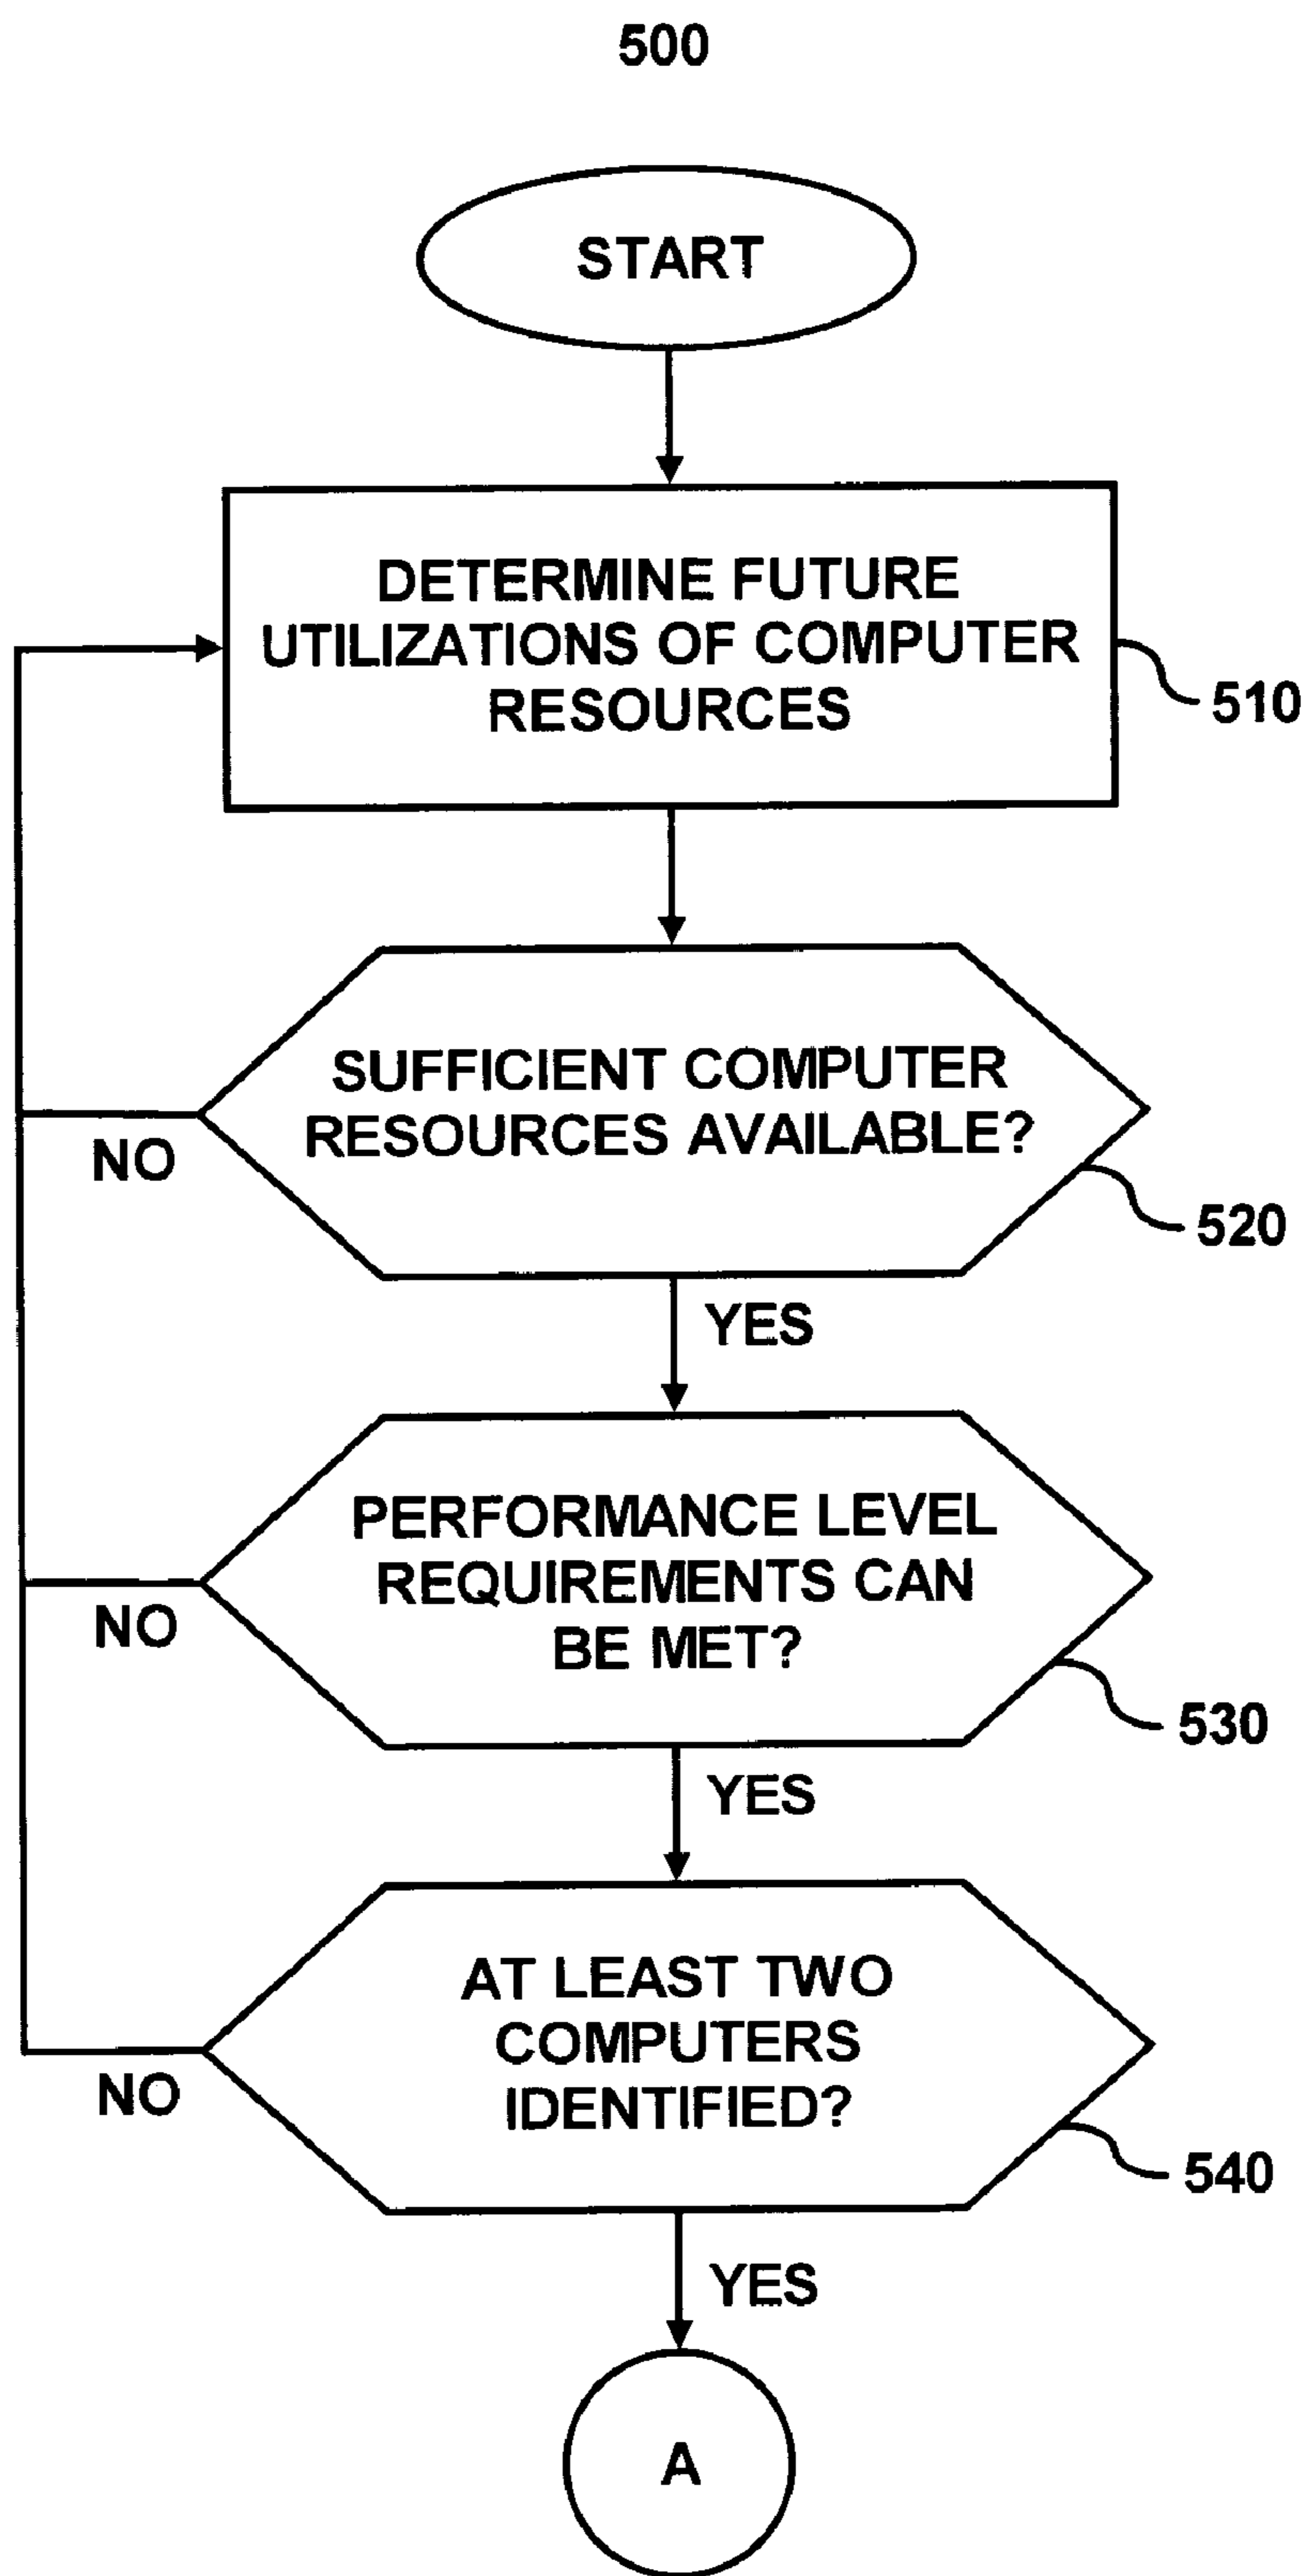 500
START
DETERMINE FUTURE
UTILIZATIONS OF COMPUTER
RESOURCES
510
SUFFICIENT COMPUTER
RESOURCES AVAILABLE?
NO
520
YES
PERFORMANCE LEVEL
REQUIREMENTS CAN
BE MET?
NO
530
YES
AT LEAST TWO
COMPUTERS
IDENTIFIED?
NO
540
YES
A